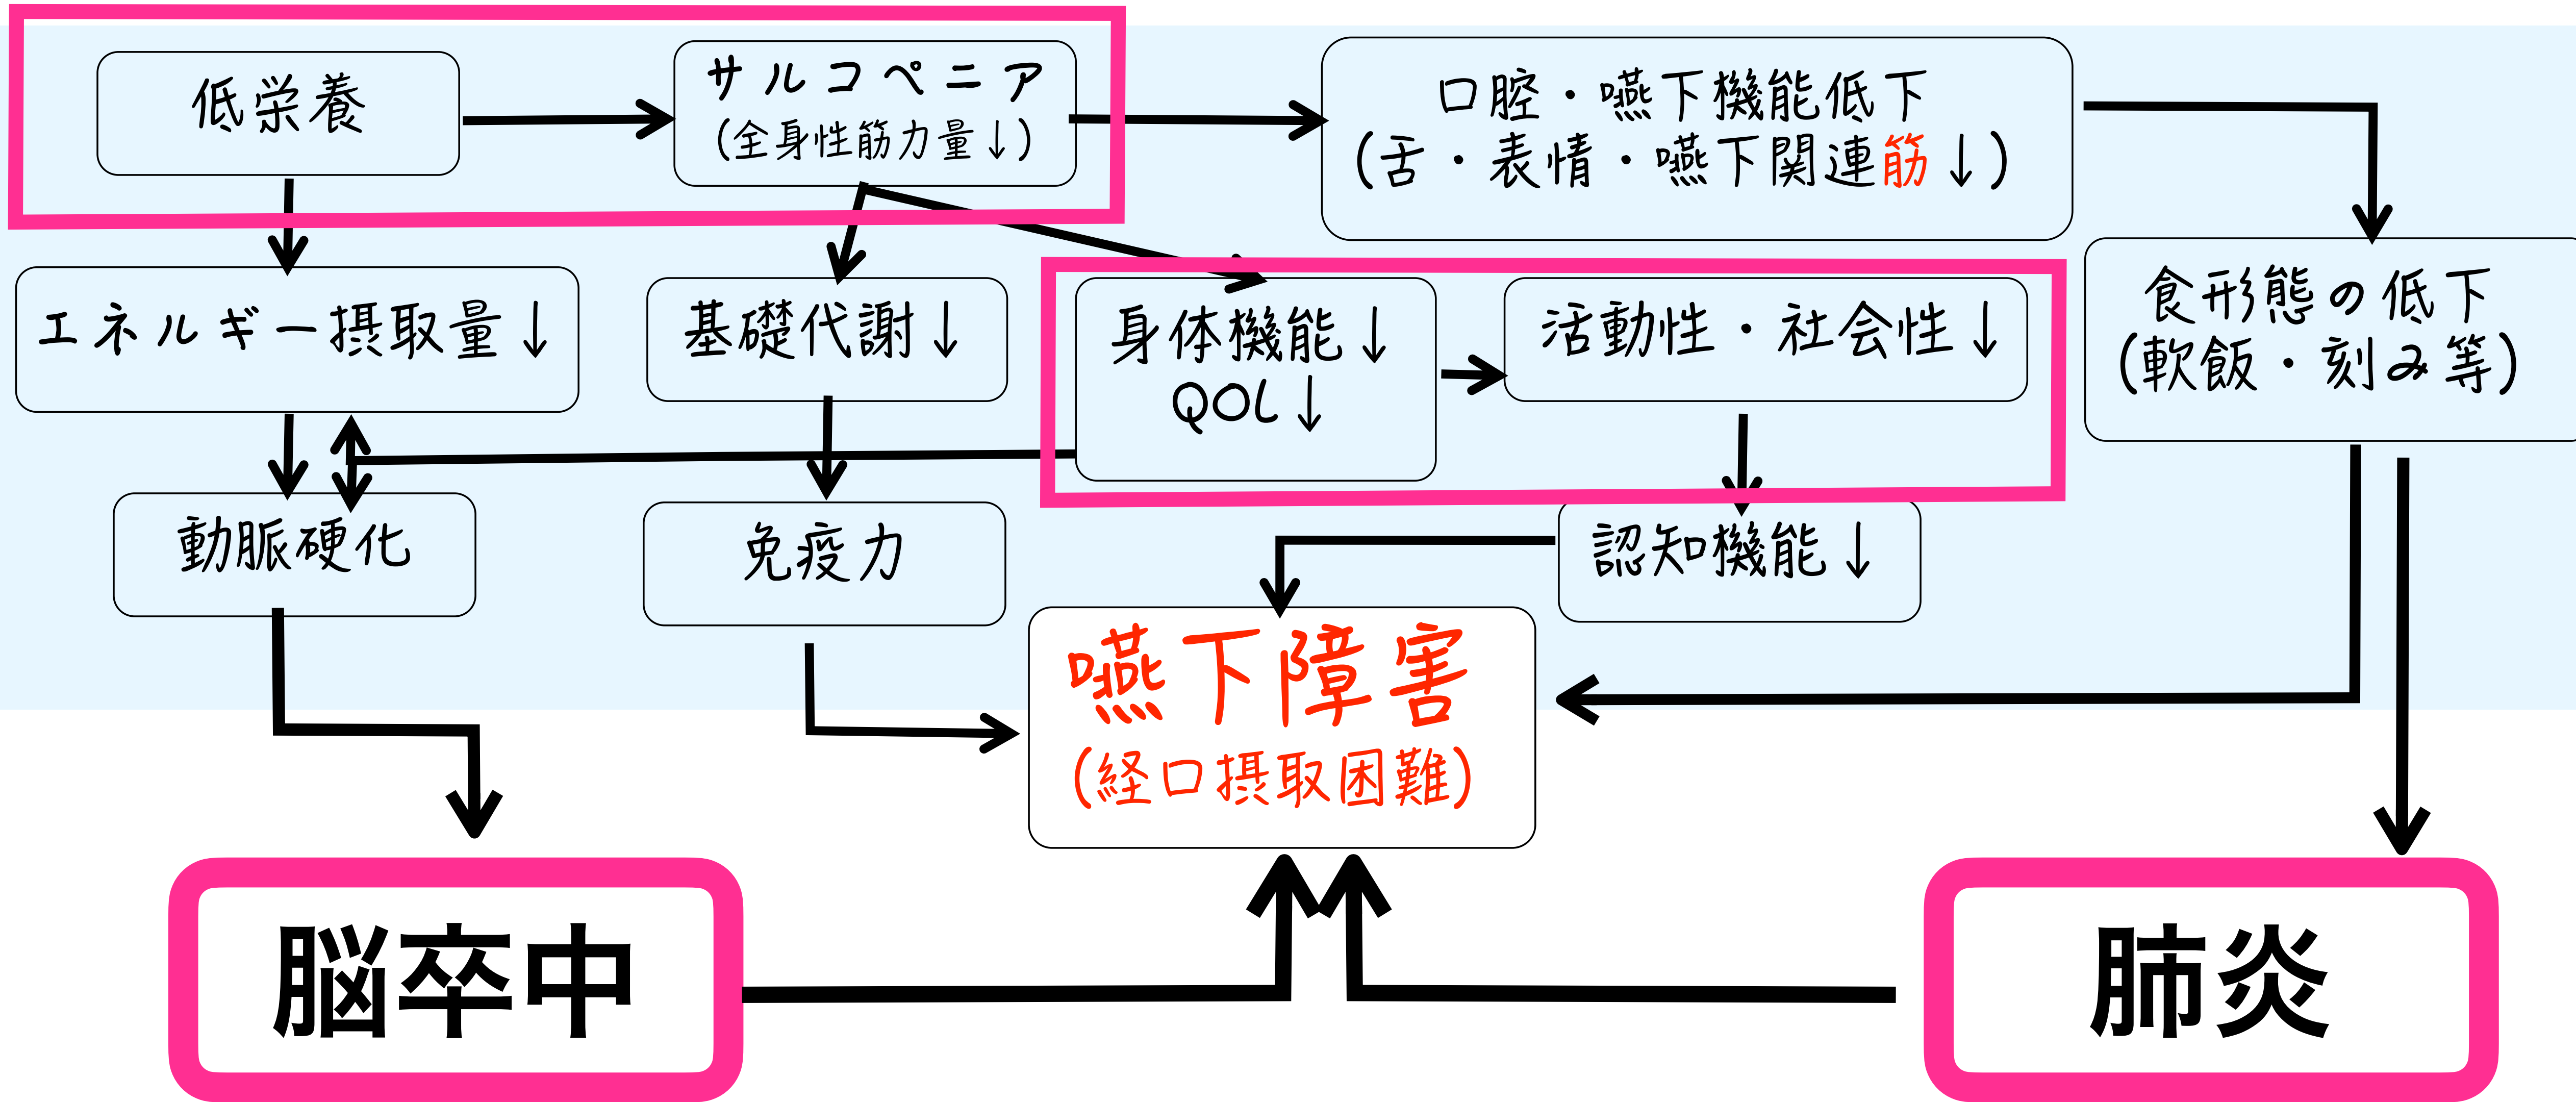 低栄養
サルコペニア
(全身性筋力量↓)
口腔・嚥下機能低下
(舌・表情・嚥下関連筋↓)
エネルギー摂取量↓
基礎代謝↓
身体機能↓
QOL↓
活動性・社会性↓
食形態の低下
(軟飯・刻み等)
動脈硬化
免疫力
認知機能↓
嚥下障害
(経口摂取困難)
脳卒中
肺炎